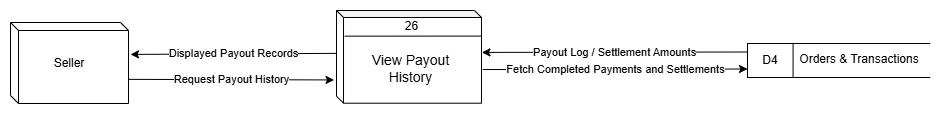 Seller
Displayed Payout Records
Request Payout History
26
View Payout
History
Payout Log / Settlement Amounts
Fetch Completed Payments and Settlements
D4
Orders & Transactions